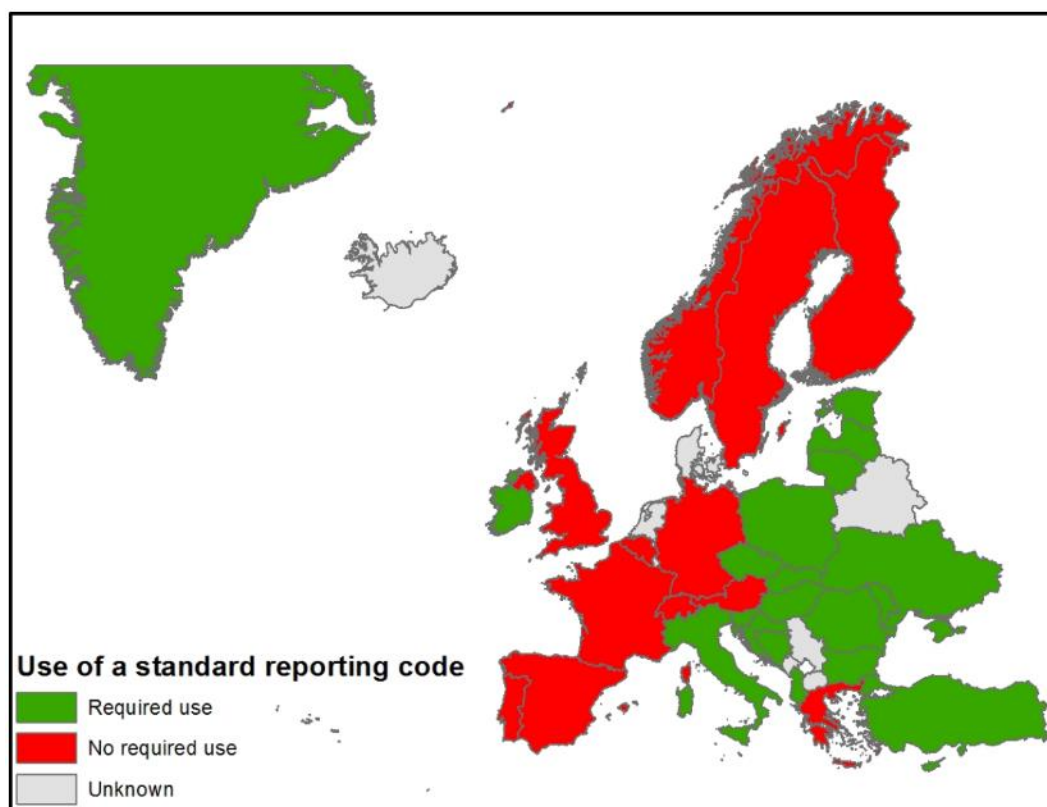 Use of a standard reporting code
Required use
No required use
Unknown